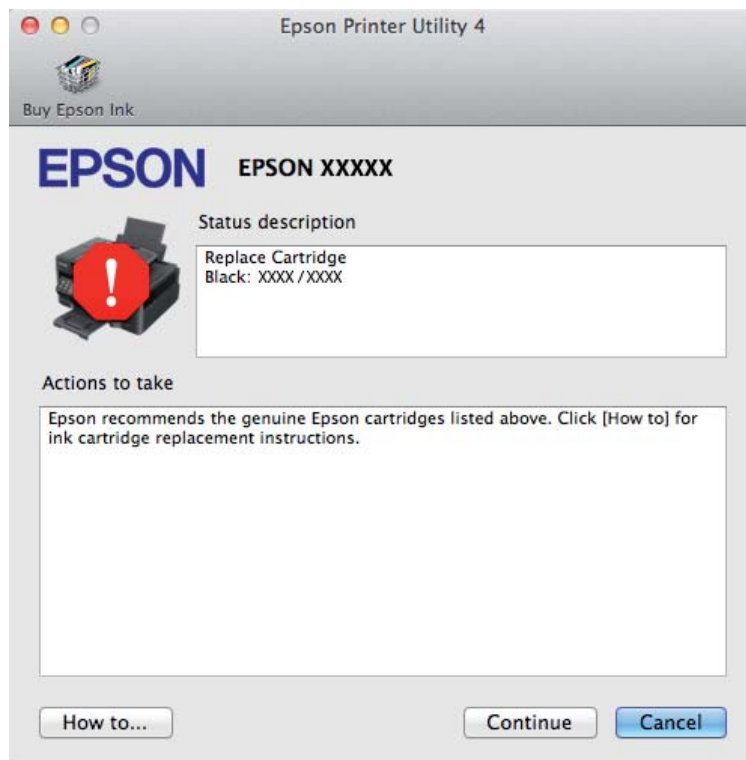 Epson Printer Utility 4
Buy Epson Ink
EPSON EPSON XXXXX
Status description
Replace Cartridge
Black: XXXX / XXXX
Actions to take
Epson recommends the genuine Epson cartridges listed above. Click [How to] for
ink cartridge replacement instructions.
How to... Continue Cancel